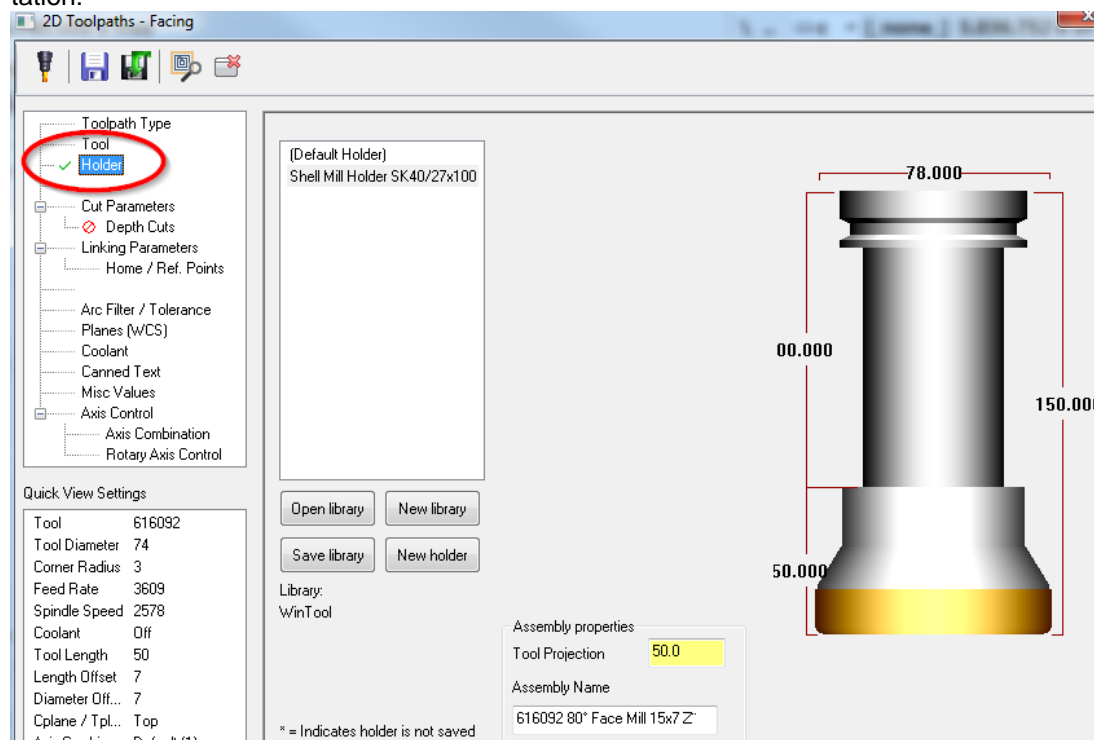 tation.
2D Toolpaths - Facing
Toolpath Type
Tool
Holder
Cut Parameters
Depth Cuts
Linking Parameters
Home / Ref. Points
Arc Filter / Tolerance
Planes (WCS)
Coolant
Canned Text
Misc Values
Axis Control
Axis Combination
Rotary Axis Control
Quick View Settings
Tool 616092
Tool Diameter 74
Corner Radius 3
Feed Rate 3609
Spindle Speed 2578
Coolant Off
Tool Length 50
Length Offset 7
Diameter Off... 7
Cplane / Tpl... Top
(Default Holder)
Shell Mill Holder SK40/27x100
Open library New library
Save library New holder
Library:
WinTool
* = Indicates holder is not saved
Assembly properties
Tool Projection 50.0
Assembly Name
616092 80° Face Mill 15x7 Z
78.000
00.000
150.000
50.000